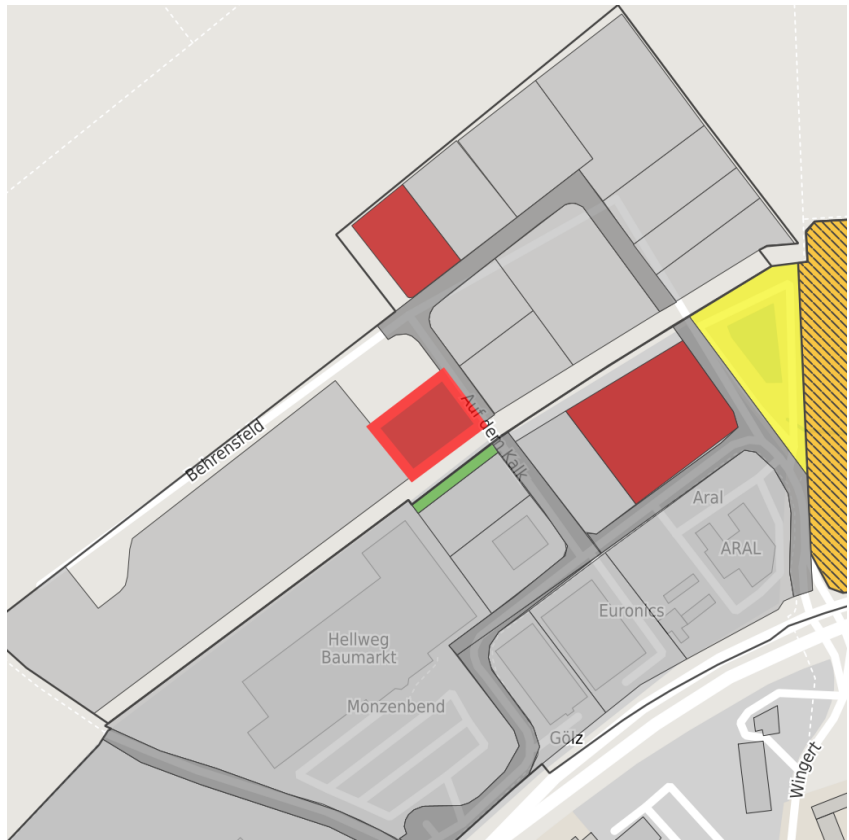 Behrensfeld
Auf dem Kalk
Aral
ARAL
Euronics
Hellweg
Baumarkt
Mönzenbend
Gölz
Wingert